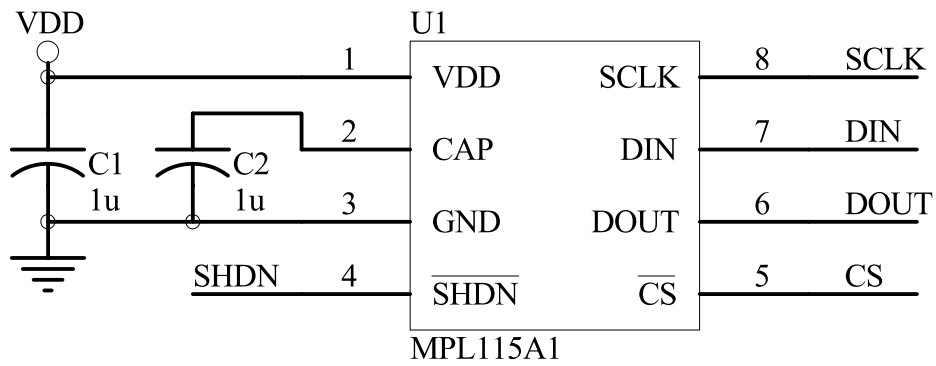 VDD
U1
1 VDD SCLK 8 SCLK
2 CAP DIN 7 DIN
C1 C2
1u 1u
3 GND DOUT 6 DOUT
SHDN 4 SHDN CS 5 CS
MPL115A1